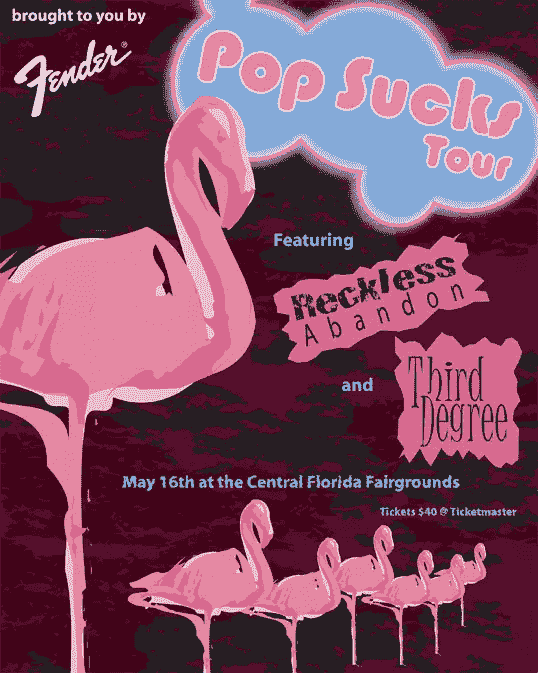 brought to you by
Fender®
Pop Sucks
Tour
Featuring
Reckless
Abandon
and
Third
Degree
May 16th at the Central Florida Fairgrounds
Tickets $40 @ Ticketmaster